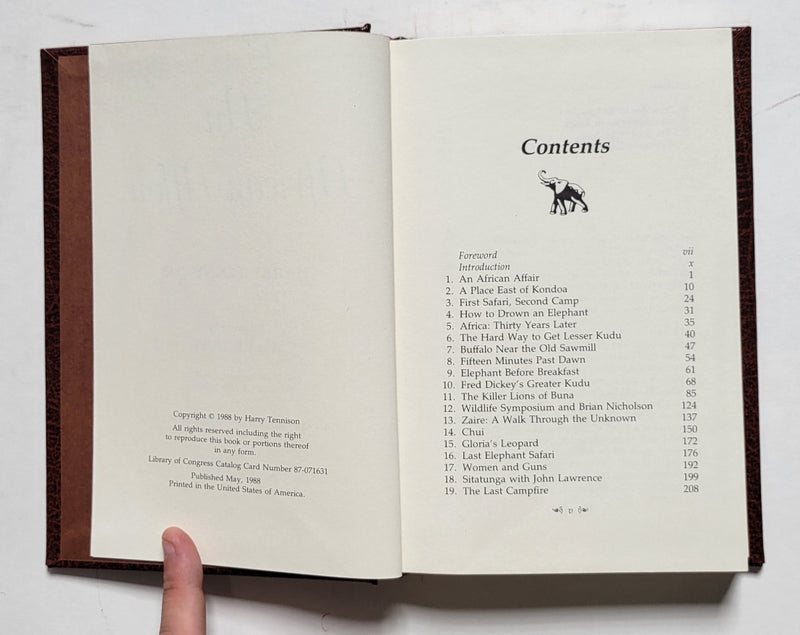 Copyright © 1988 by Harry Tennison
All rights reserved including the right
to reproduce this book or portions thereof
in any form.
Library of Congress Catalog Card Number 87-071631
Published May, 1988
Printed in the United States of America.
Contents
Foreword vii
Introduction x
1. An African Affair 1
2. A Place East of Kondoa 10
3. First Safari, Second Camp 24
4. How to Drown an Elephant 31
5. Africa: Thirty Years Later 35
6. The Hard Way to Get Lesser Kudu 40
7. Buffalo Near the Old Sawmill 47
8. Fifteen Minutes Past Dawn 54
9. Elephant Before Breakfast 61
10. Fred Dickey's Greater Kudu 68
11. The Killer Lions of Buna 85
12. Wildlife Symposium and Brian Nicholson 124
13. Zaire: A Walk Through the Unknown 137
14. Chui 150
15. Gloria's Leopard 172
16. Last Elephant Safari 176
17. Women and Guns 192
18. Sitatunga with John Lawrence 199
19. The Last Campfire 208
v